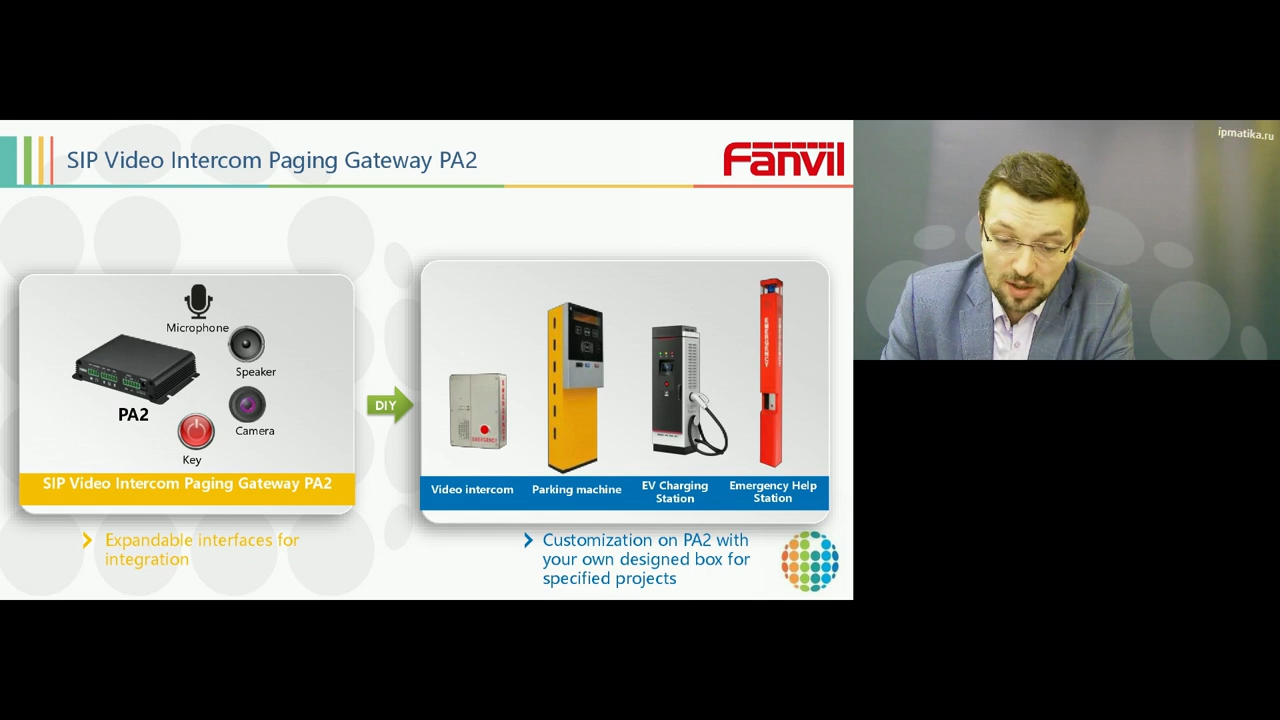 SIP Video Intercom Paging Gateway PA2
Fanvil
ipmatika.ru
Microphone
Speaker
PA2
Camera
Key
SIP Video Intercom Paging Gateway PA2
DIY
EMERGENCY
Video intercom
Parking machine
EV Charging
Station
Emergency Help
Station
Expandable interfaces for
integration
Customization on PA2 with
your own designed box for
specified projects